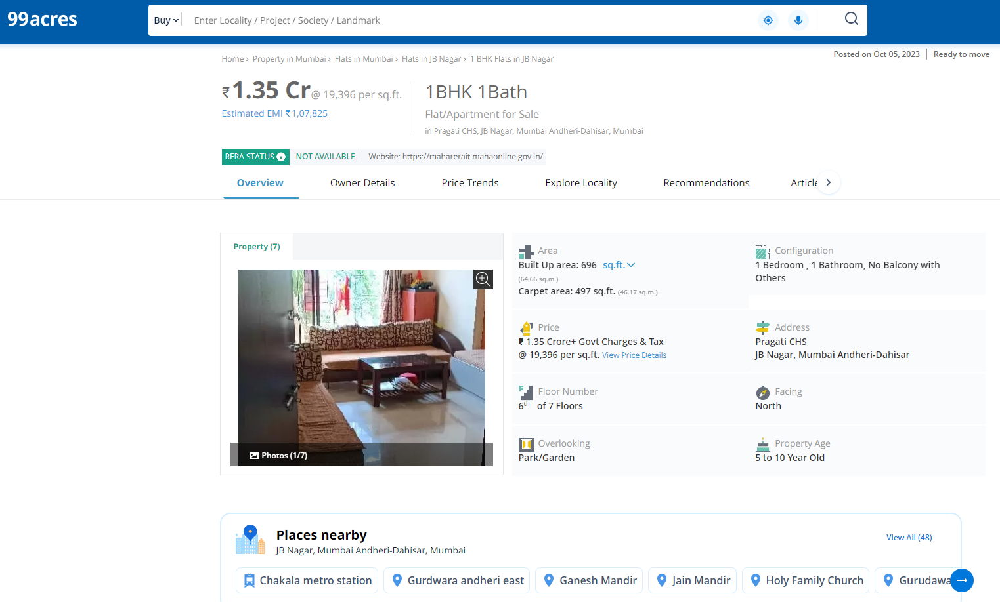 99acres
Buy
Enter Locality / Project / Society / Landmark
Posted on Oct 05, 2023
Ready to move
Home › Property in Mumbai › Flats in Mumbai › Flats in JB Nagar › 1 BHK Flats in JB Nagar
₹1.35 Cr @ 19,396 per sq.ft.
Estimated EMI ₹1,07,825
1BHK 1Bath
Flat/Apartment for Sale
in Pragati CHS, JB Nagar, Mumbai Andheri-Dahisar, Mumbai
RERA STATUS i NOT AVAILABLE Website: https://maharerait.mahaonline.gov.in/
Overview Owner Details Price Trends Explore Locality Recommendations Article
Property (7)
Photos (1/7)
Area
Built Up area: 696 sq.ft.
(64.66 sq.m.)
Carpet area: 497 sq.ft. (46.17 sq.m.)
Configuration
1 Bedroom , 1 Bathroom, No Balcony with
Others
Price
₹ 1.35 Crore+ Govt Charges & Tax
@ 19,396 per sq.ft. View Price Details
Address
Pragati CHS
JB Nagar, Mumbai Andheri-Dahisar
Floor Number
6th of 7 Floors
Facing
North
Overlooking
Park/Garden
Property Age
5 to 10 Year Old
Places nearby
JB Nagar, Mumbai Andheri-Dahisar, Mumbai
View All (48)
Chakala metro station
Gurdwara andheri east
Ganesh Mandir
Jain Mandir
Holy Family Church
Gurudawa